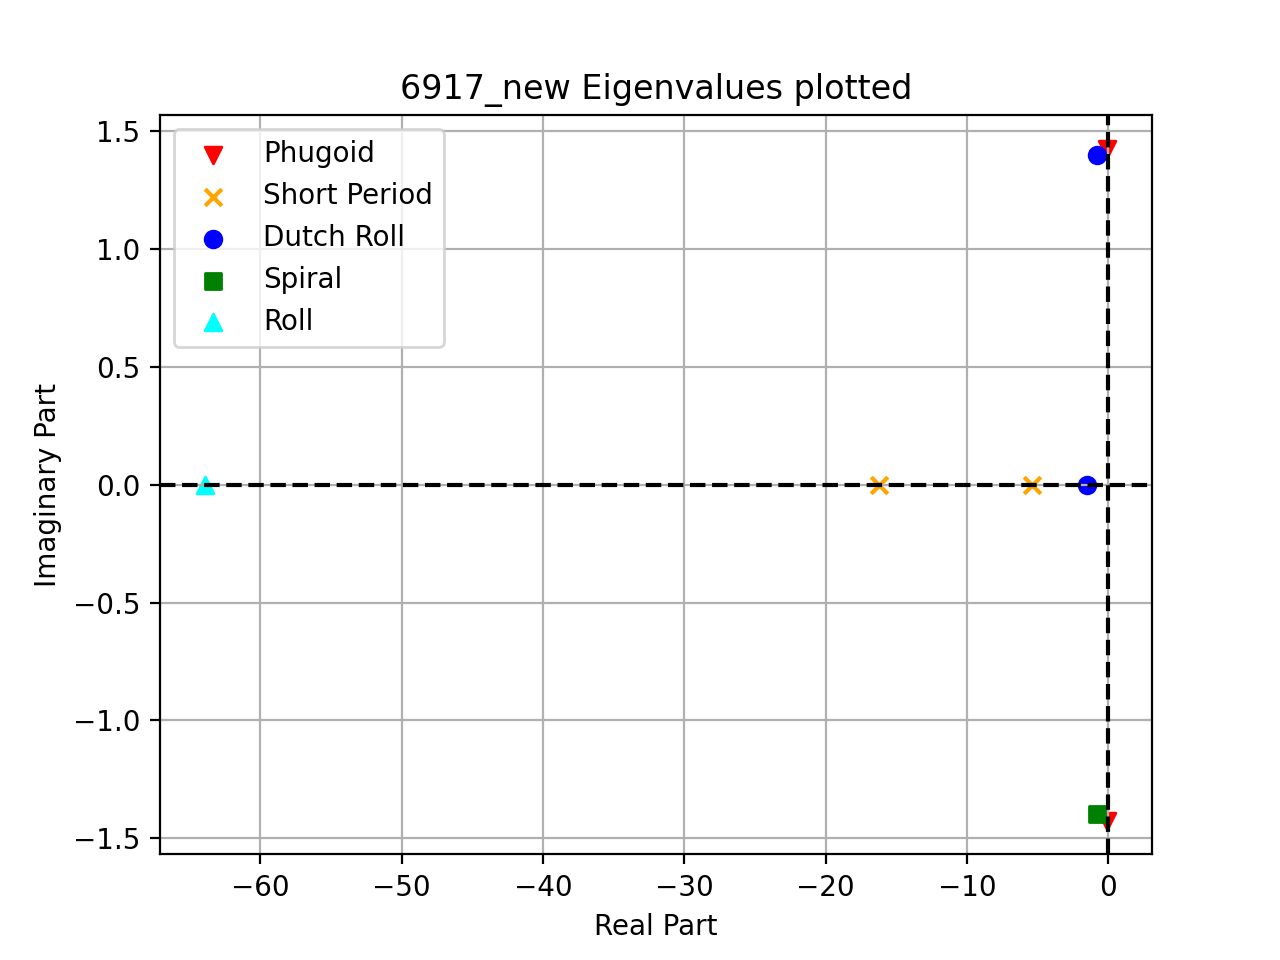 6917_new Eigenvalues plotted
Phugoid
Short Period
Dutch Roll
Spiral
Roll
Imaginary Part
1.5
1.0
0.5
0.0
−0.5
−1.0
−1.5
−60 −50 −40 −30 −20 −10 0
Real Part